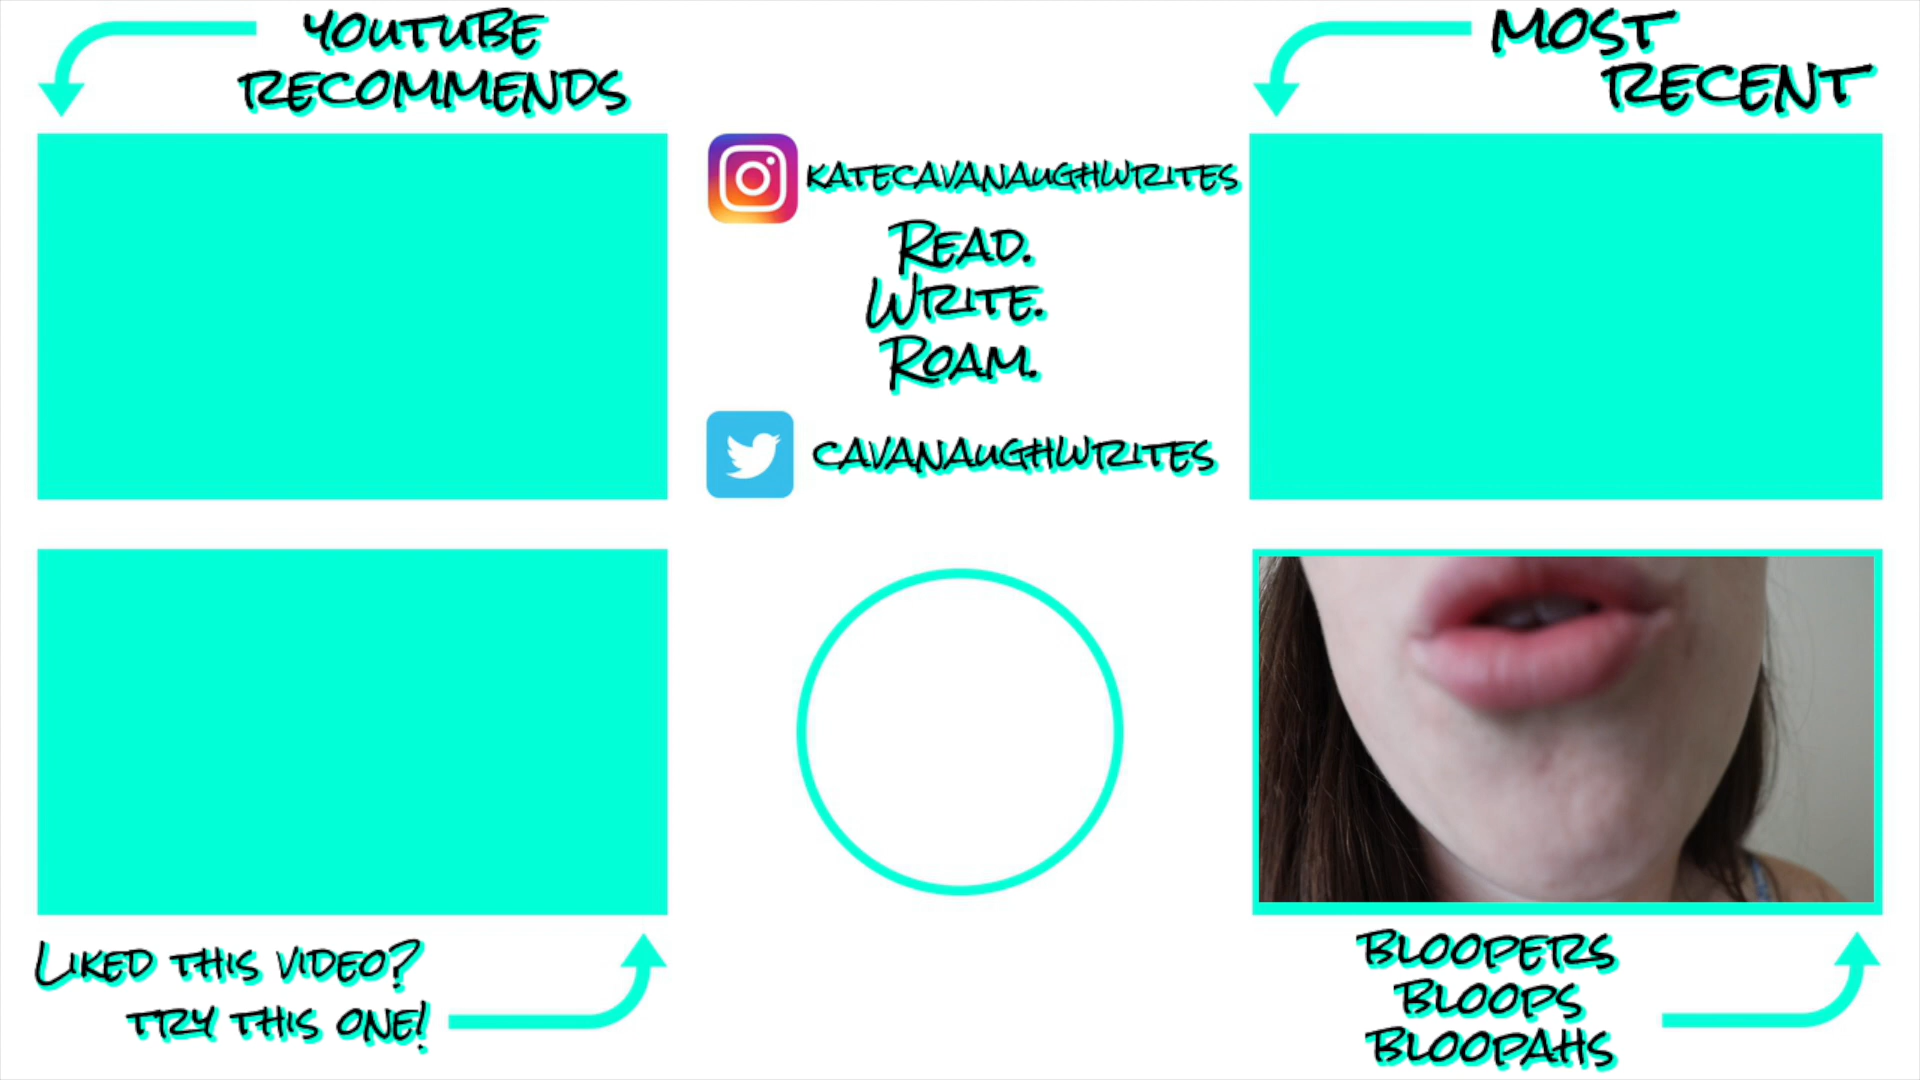 YOUTUBE
RECOMMENDS
MOST
RECENT
KATECAVANAUGHWRITES
READ.
WRITE.
ROAM.
CAVANAUGHWRITES
LIKED THIS VIDEO?
TRY THIS ONE!
BLOOPERS
BLOOPS
BLOOPAHS